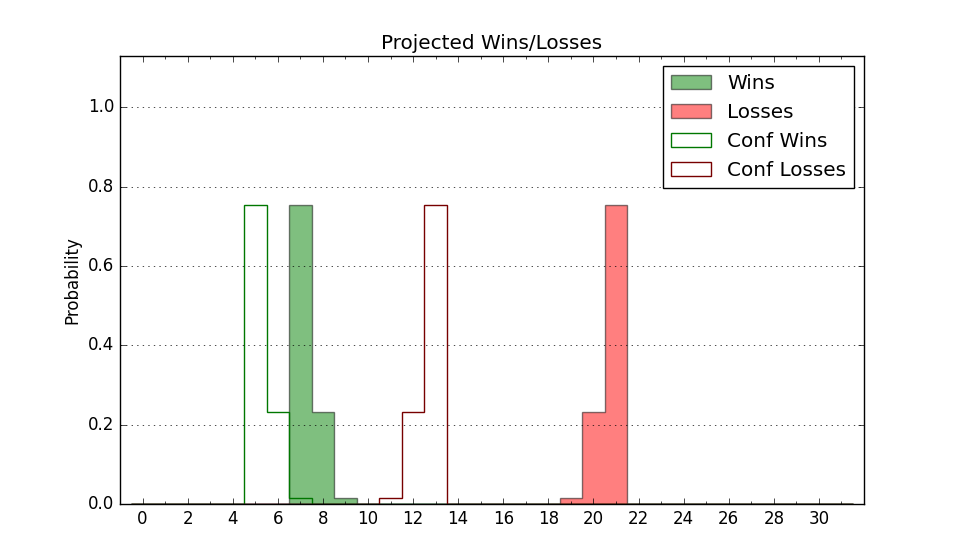 Projected Wins/Losses
Wins
Losses
Conf Wins
Conf Losses
Probability
1.0
0.8
0.6
0.4
0.2
0.0
0 2 4 6 8 10 12 14 16 18 20 22 24 26 28 30